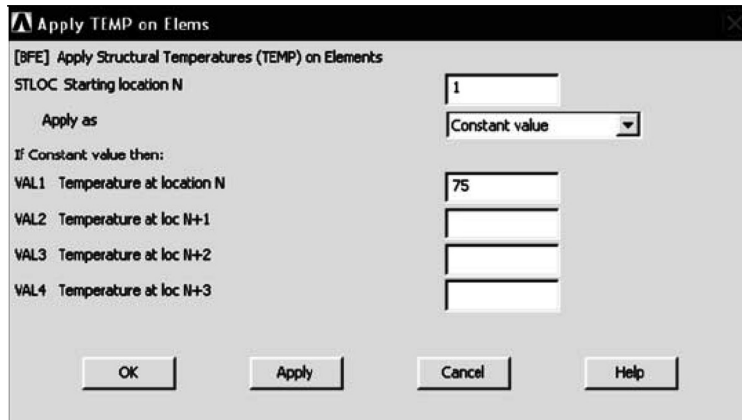 Apply TEMP on Elems
[BFE] Apply Structural Temperatures (TEMP) on Elements
STLOC Starting location N 1
Apply as Constant value
If Constant value then:
VAL1 Temperature at location N 75
VAL2 Temperature at loc N+1
VAL3 Temperature at loc N+2
VAL4 Temperature at loc N+3
OK Apply Cancel Help